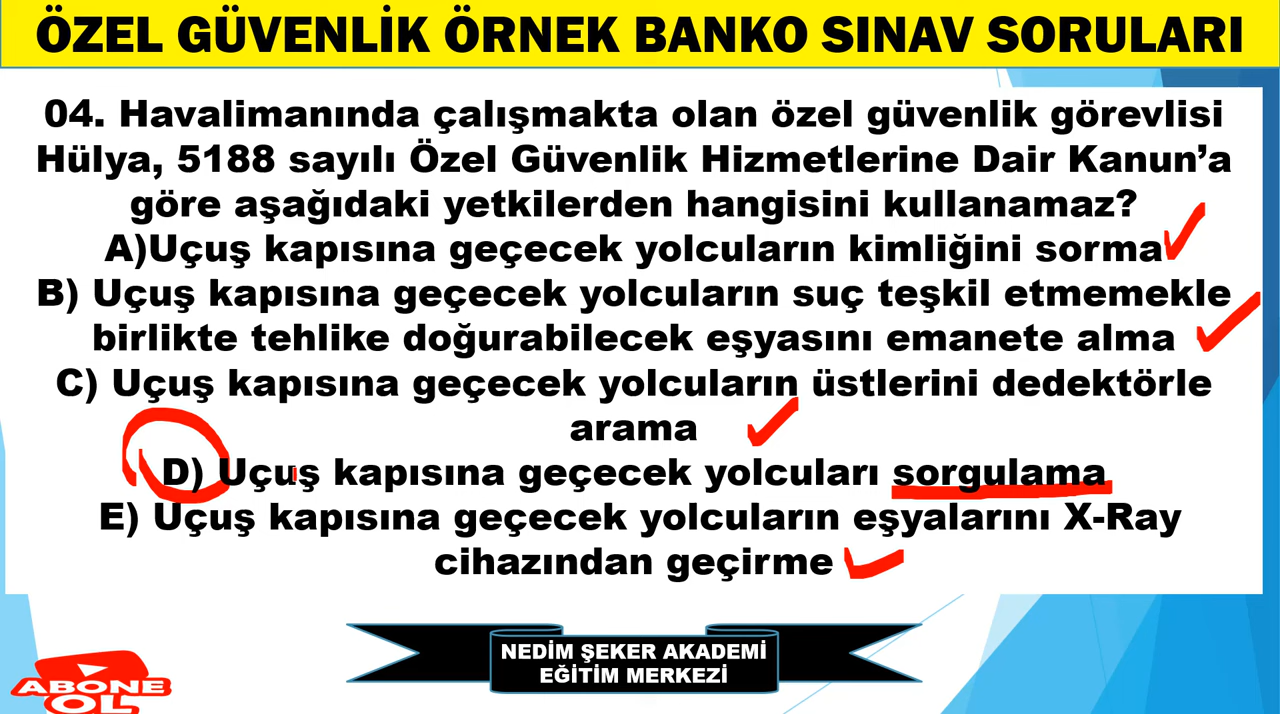 ÖZEL GÜVENLİK ÖRNEK BANKO SINAV SORULARI
04. Havalimanında çalışmakta olan özel güvenlik görevlisi
Hülya, 5188 sayılı Özel Güvenlik Hizmetlerine Dair Kanun’a
göre aşağıdaki yetkilerden hangisini kullanamaz?
A)Uçuş kapısına geçecek yolcuların kimliğini sorma
B) Uçuş kapısına geçecek yolcuların suç teşkil etmemekle
birlikte tehlike doğurabilecek eşyasını emanete alma
C) Uçuş kapısına geçecek yolcuların üstlerini dedektörle
arama
D) Uçuş kapısına geçecek yolcuları sorgulama
E) Uçuş kapısına geçecek yolcuların eşyalarını X-Ray
cihazından geçirme
NEDİM ŞEKER AKADEMİ
EĞİTİM MERKEZİ
ABONE
OL